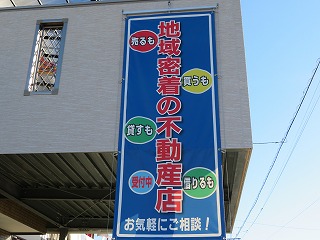 地域密着の不動産店
売るも
買うも
貸すも
借りるも
受付中
お気軽にご相談!